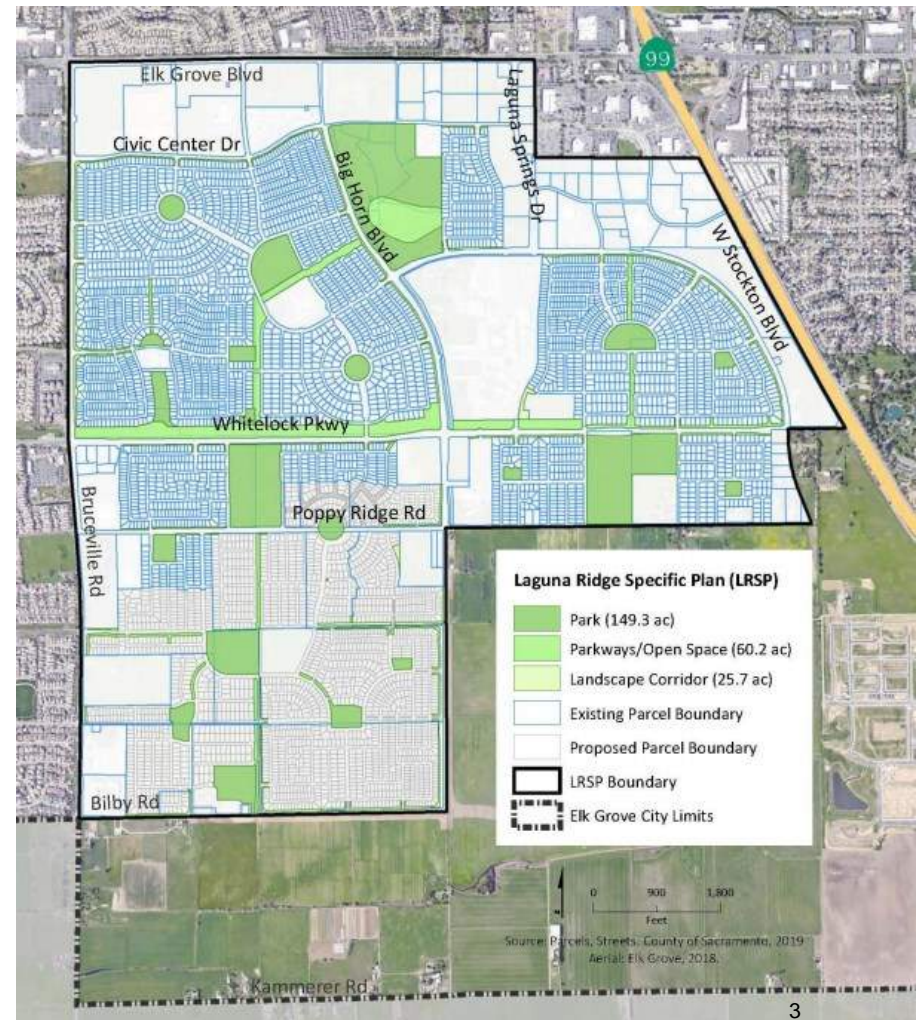 99
Elk Grove Blvd
Laguna Springs Dr
Civic Center Dr
Big Horn Blvd
W Stockton Blvd
Whitelock Pkwy
Bruceville Rd
Poppy Ridge Rd
Laguna Ridge Specific Plan (LRSP)
Park (149.3 ac)
Parkways/Open Space (60.2 ac)
Landscape Corridor (25.7 ac)
Existing Parcel Boundary
Proposed Parcel Boundary
LRSP Boundary
Elk Grove City Limits
Bilby Rd
0 900 1,800
Feet
Source: Parcels, Streets, County of Sacramento, 2019
Aerial: Elk Grove, 2018.
Kammerer Rd
3